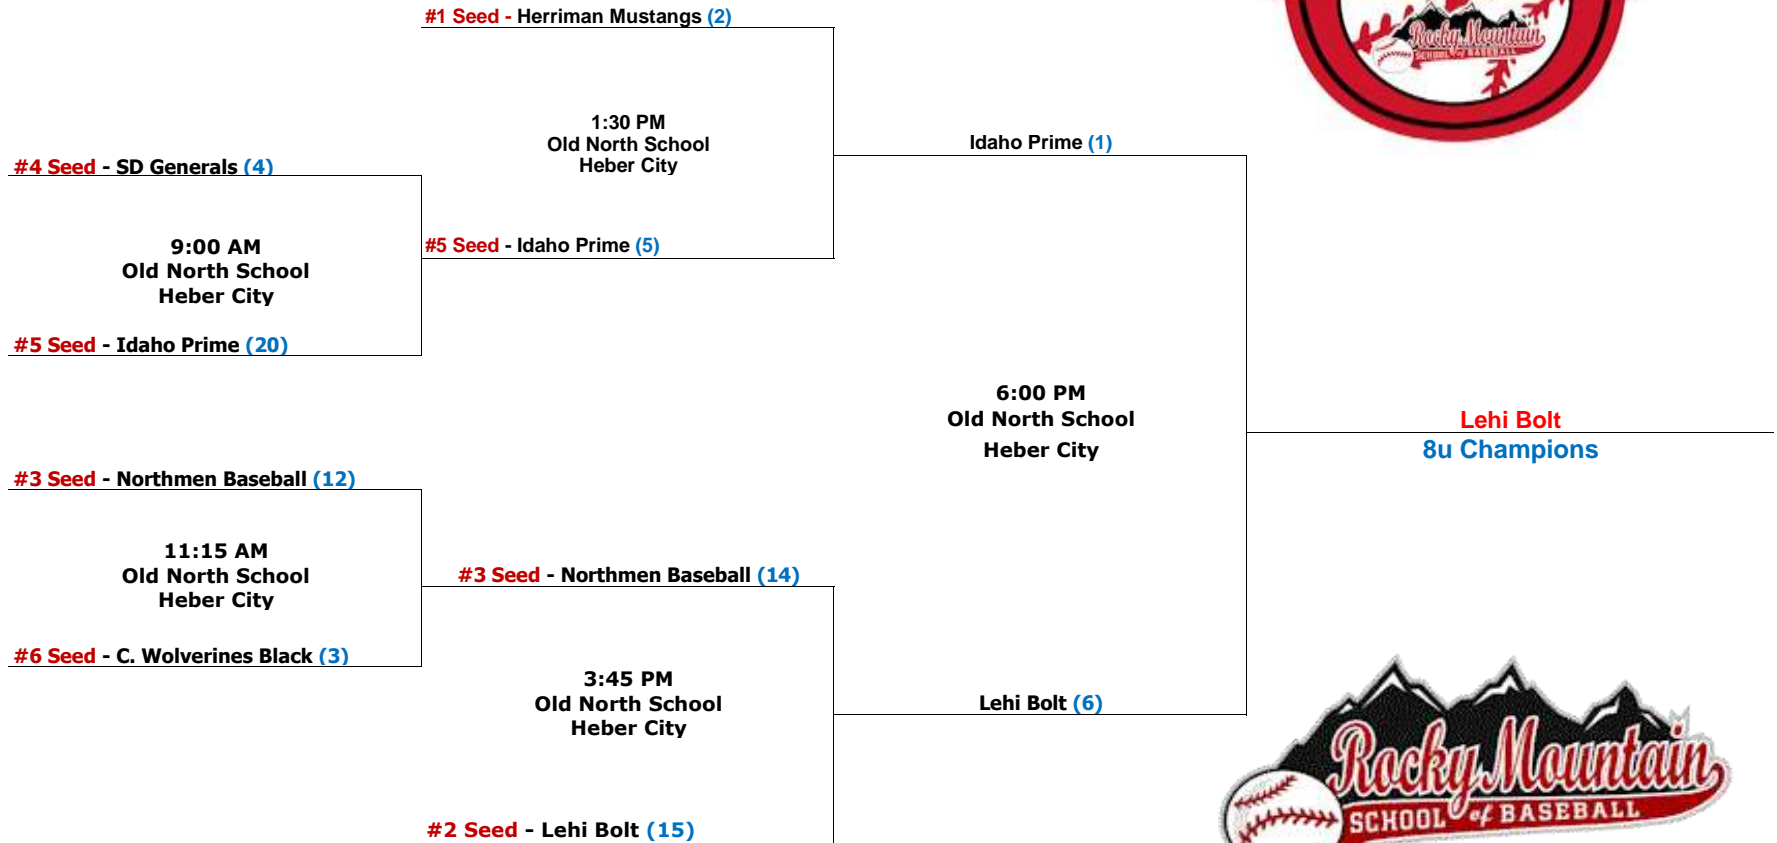 #1 Seed - Herriman Mustangs (2)
Rocky Mountain
SCHOOL of BASEBALL
1:30 PM
Old North School
Heber City
Idaho Prime (1)
#4 Seed - SD Generals (4)
9:00 AM
Old North School
Heber City
#5 Seed - Idaho Prime (5)
#5 Seed - Idaho Prime (20)
6:00 PM
Old North School
Heber City
Lehi Bolt
8u Champions
#3 Seed - Northmen Baseball (12)
11:15 AM
Old North School
Heber City
#3 Seed - Northmen Baseball (14)
#6 Seed - C. Wolverines Black (3)
3:45 PM
Old North School
Heber City
Lehi Bolt (6)
#2 Seed - Lehi Bolt (15)
Rocky Mountain
SCHOOL of BASEBALL